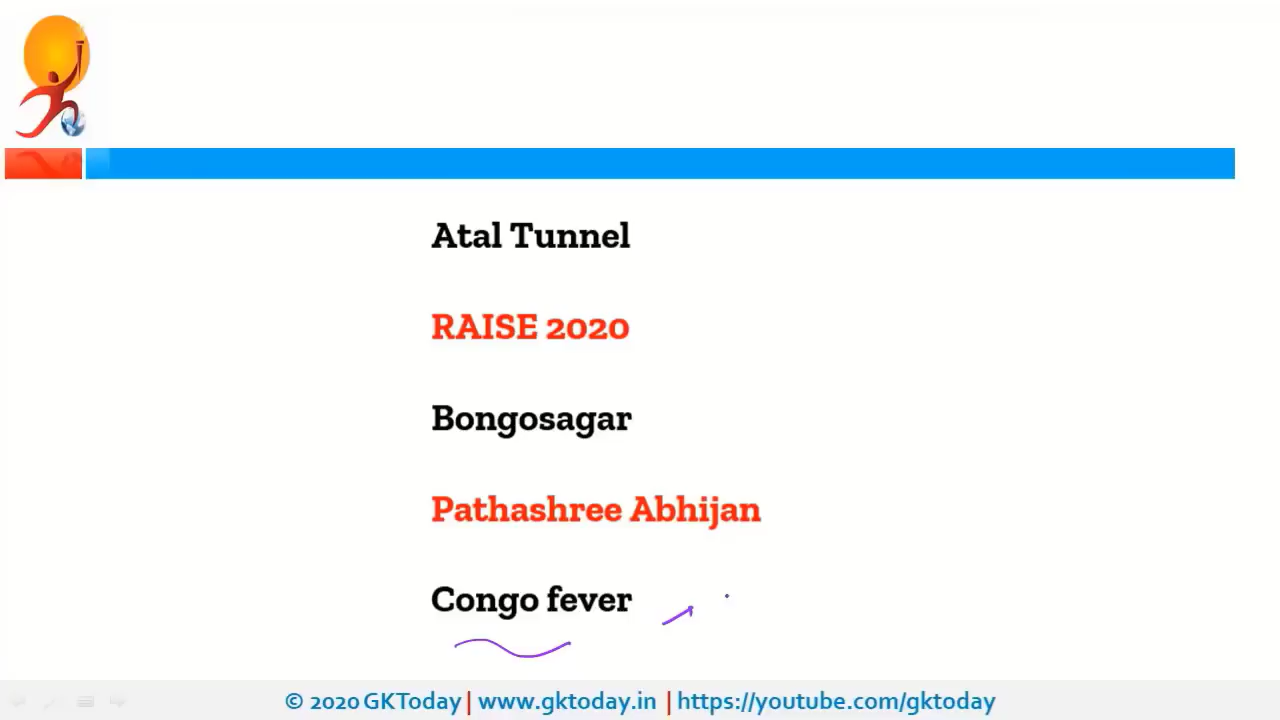 Atal Tunnel
RAISE 2020
Bongosagar
Pathashree Abhijan
Congo fever
© 2020 GKToday | www.gktoday.in | https://youtube.com/gktoday